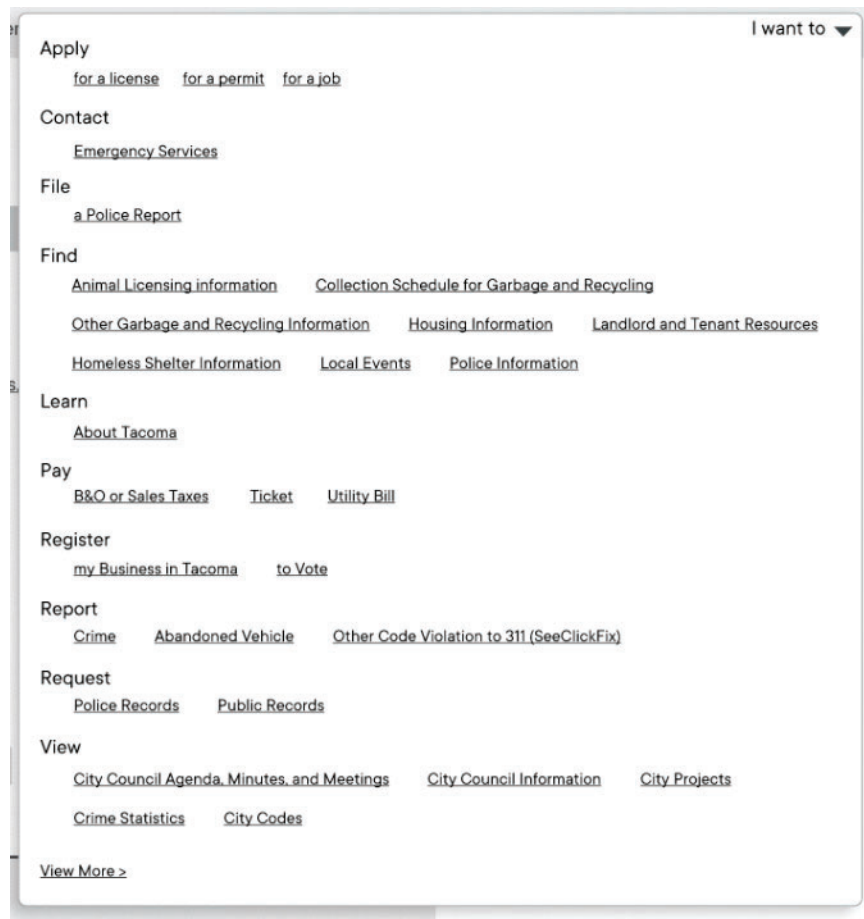 I want to
Apply
for a license for a permit for a job
Contact
Emergency Services
File
a Police Report
Find
Animal Licensing information Collection Schedule for Garbage and Recycling
Other Garbage and Recycling Information Housing Information Landlord and Tenant Resources
Homeless Shelter Information Local Events Police Information
Learn
About Tacoma
Pay
B&O or Sales Taxes Ticket Utility Bill
Register
my Business in Tacoma to Vote
Report
Crime Abandoned Vehicle Other Code Violation to 311 (SeeClickFix)
Request
Police Records Public Records
View
City Council Agenda, Minutes, and Meetings City Council Information City Projects
Crime Statistics City Codes
View More >